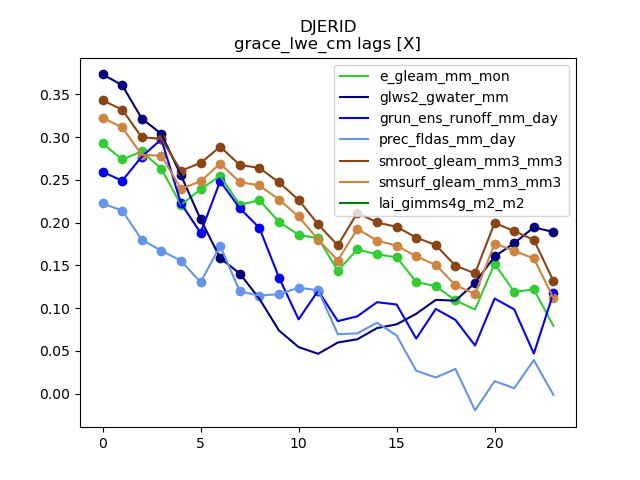 DJERID
grace_lwe_cm lags [X]
e_gleam_mm_mon
glws2_gwater_mm
grun_ens_runoff_mm_day
prec_fldas_mm_day
smroot_gleam_mm3_mm3
smsurf_gleam_mm3_mm3
lai_gimms4g_m2_m2
0.35
0.30
0.25
0.20
0.15
0.10
0.05
0.00
0 5 10 15 20